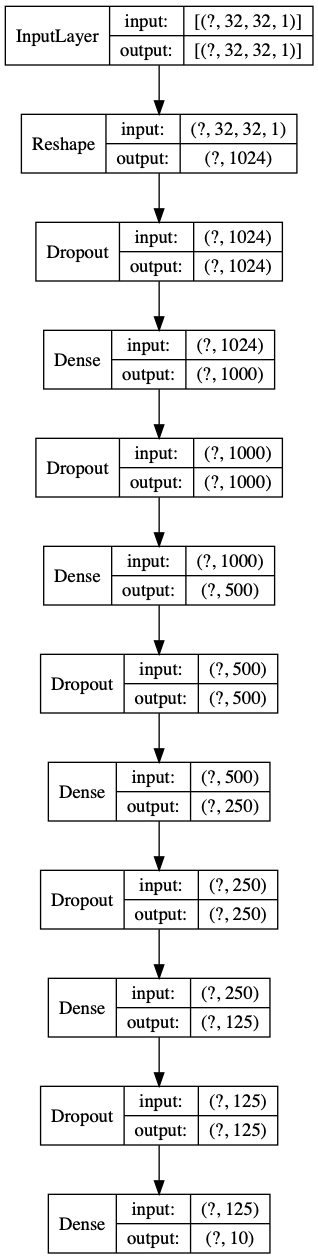 InputLayer
input: [(?, 32, 32, 1)]
output: [(?, 32, 32, 1)]
Reshape
input: (?, 32, 32, 1)
output: (?, 1024)
Dropout
input: (?, 1024)
output: (?, 1024)
Dense
input: (?, 1024)
output: (?, 1000)
Dropout
input: (?, 1000)
output: (?, 1000)
Dense
input: (?, 1000)
output: (?, 500)
Dropout
input: (?, 500)
output: (?, 500)
Dense
input: (?, 500)
output: (?, 250)
Dropout
input: (?, 250)
output: (?, 250)
Dense
input: (?, 250)
output: (?, 125)
Dropout
input: (?, 125)
output: (?, 125)
Dense
input: (?, 125)
output: (?, 10)